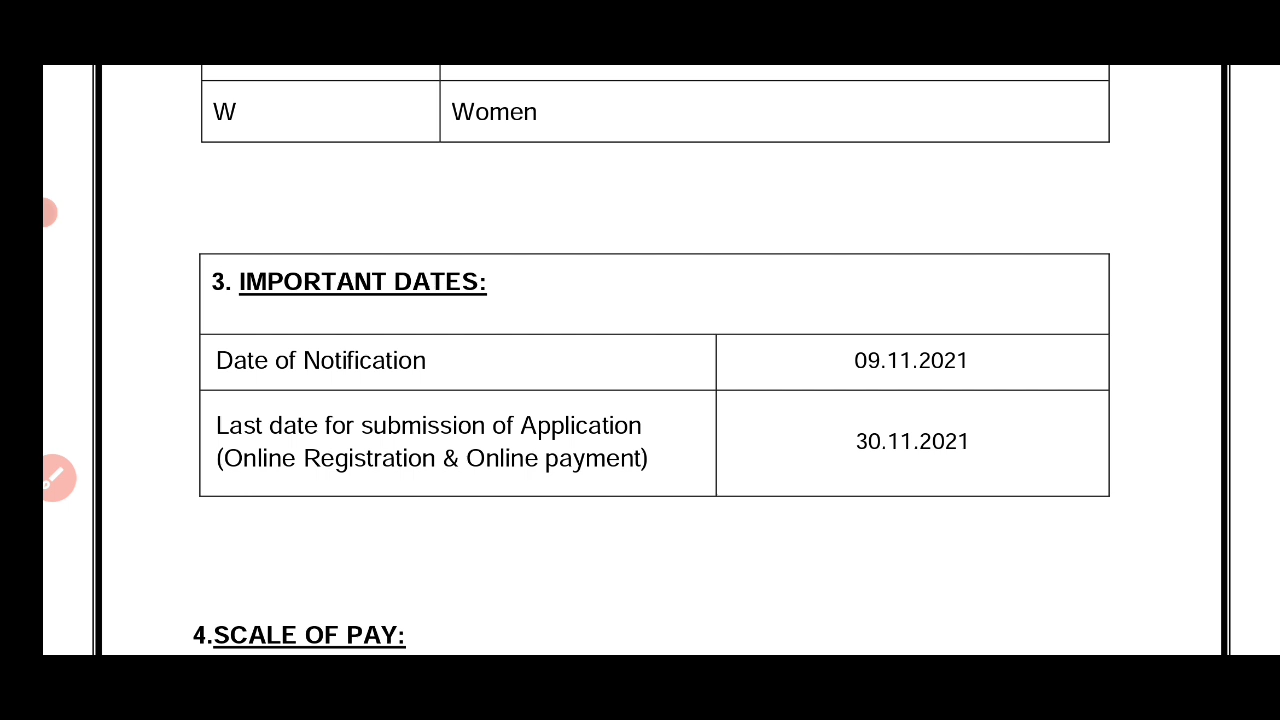 W Women
3. IMPORTANT DATES:
Date of Notification 09.11.2021
Last date for submission of Application
(Online Registration & Online payment) 30.11.2021
4.SCALE OF PAY: